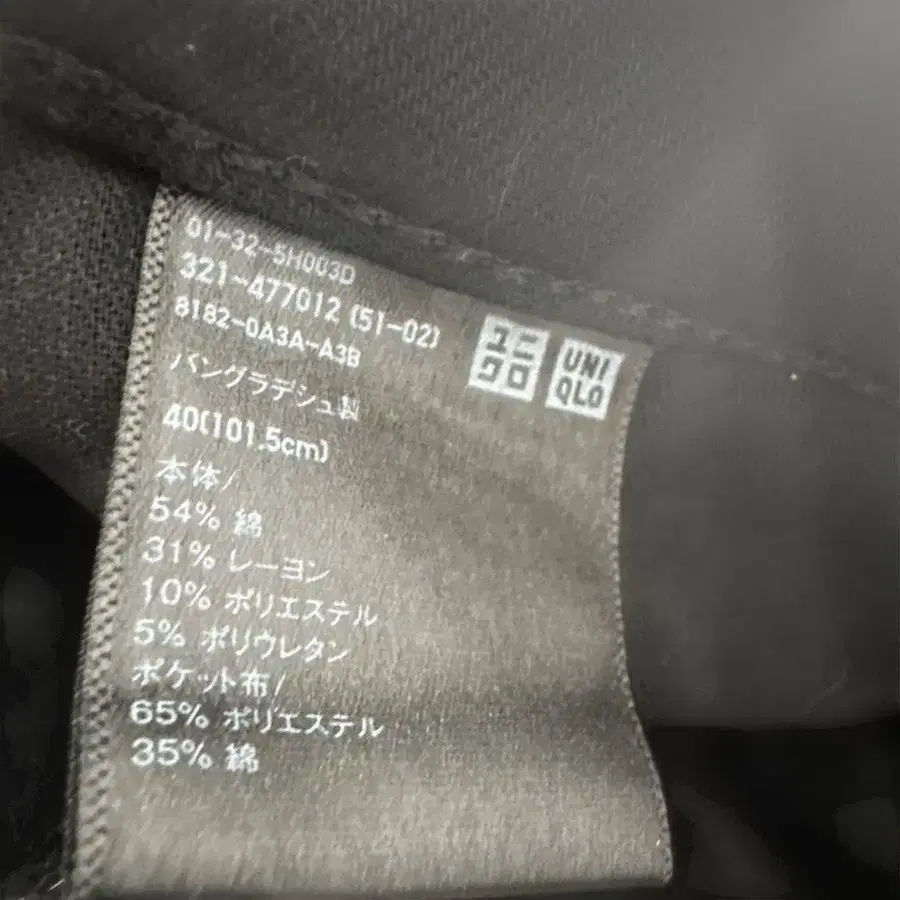 01-32-5H003D
321-477012 (51-02)
8182-0A3A-A3B
バングラデシュ製
40(101.5cm)
本体/
54% 綿
31% レーヨン
10% ポリエステル
5% ポリウレタン
ポケット布/
65% ポリエステル
35% 綿
ユニ
クロ
UNI
QLO